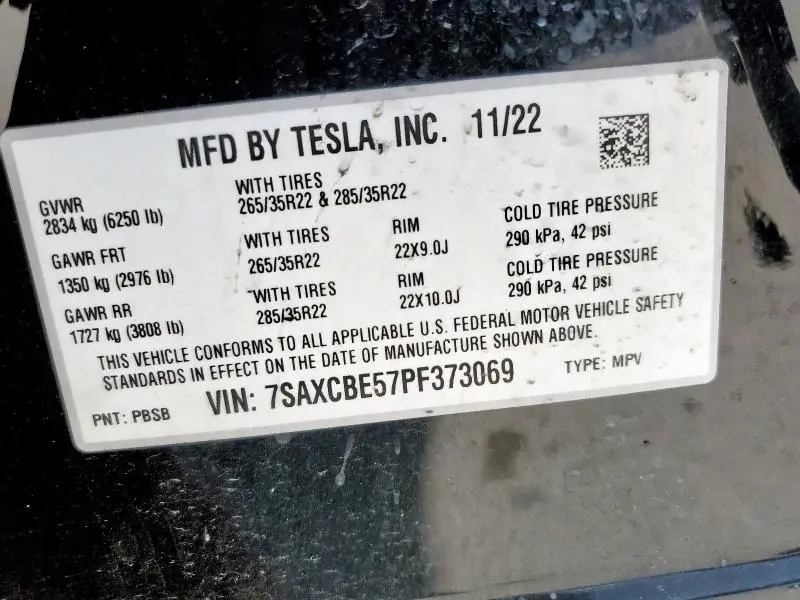 MFD BY TESLA, INC. 11/22
GVWR
2834 kg (6250 lb)
WITH TIRES
265/35R22 & 285/35R22
GAWR FRT
1350 kg (2976 lb)
WITH TIRES
265/35R22
RIM
22X9.0J
COLD TIRE PRESSURE
290 kPa, 42 psi
GAWR RR
1727 kg (3808 lb)
WITH TIRES
285/35R22
RIM
22X10.0J
COLD TIRE PRESSURE
290 kPa, 42 psi
THIS VEHICLE CONFORMS TO ALL APPLICABLE U.S. FEDERAL MOTOR VEHICLE SAFETY
STANDARDS IN EFFECT ON THE DATE OF MANUFACTURE SHOWN ABOVE.
PNT: PBSB
VIN: 7SAXCBE57PF373069
TYPE: MPV